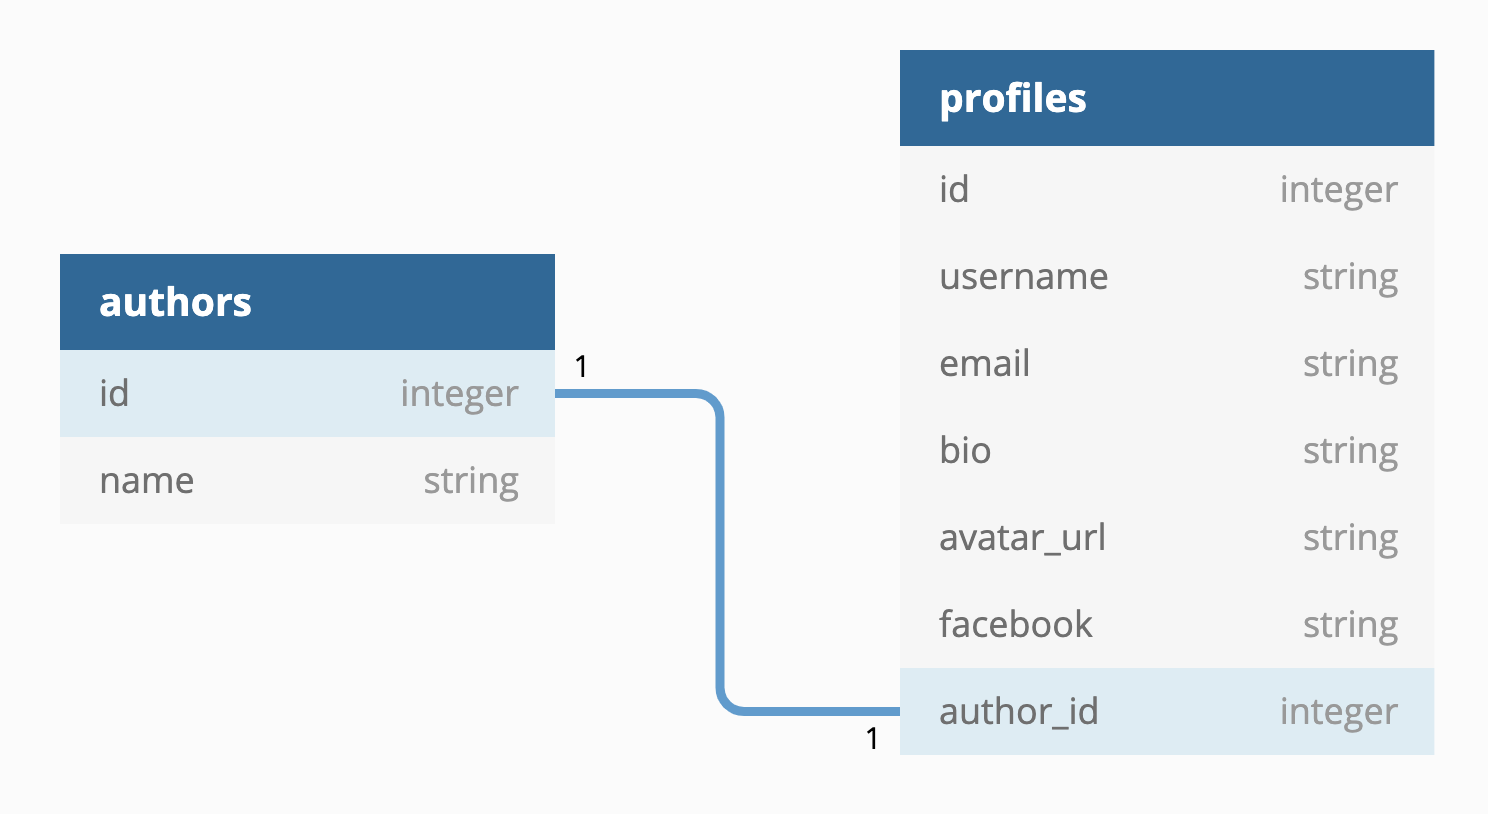 authors
id integer
name string
1
1
profiles
id integer
username string
email string
bio string
avatar_url string
facebook string
author_id integer